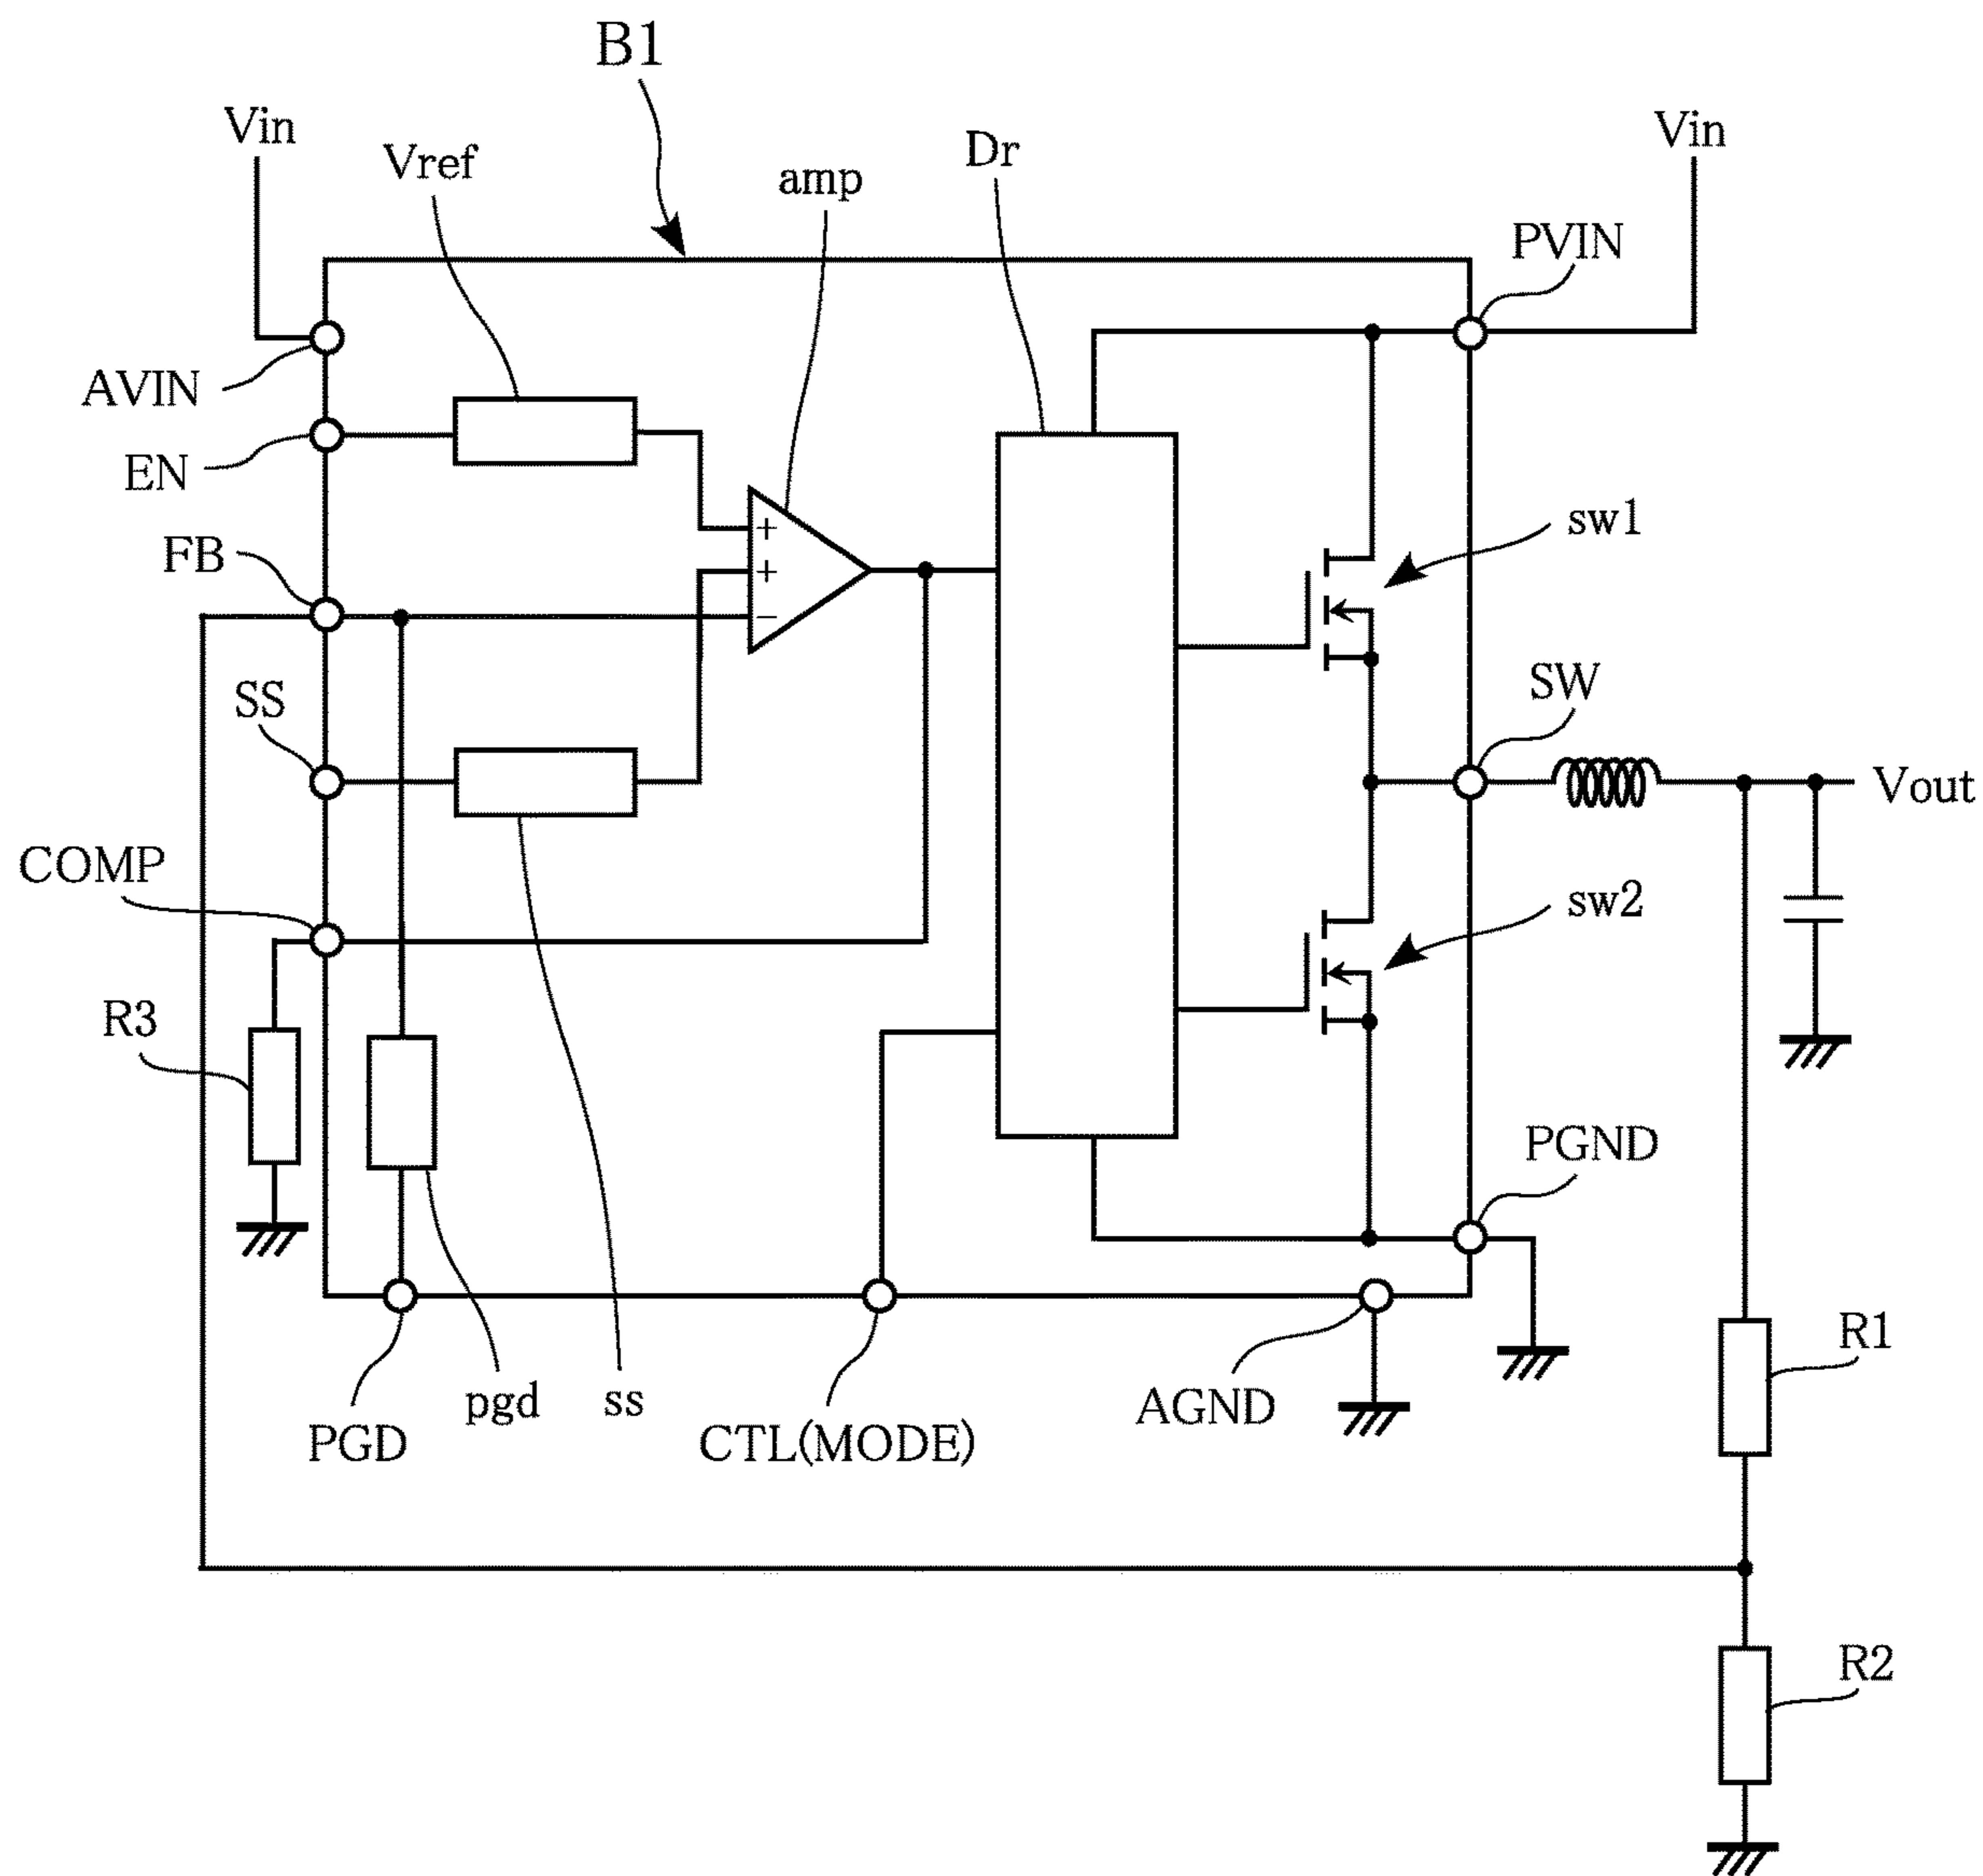 B1
Vin
Vin
Vref
amp
Dr
PVIN
AVIN
EN
+
+
−
sw1
FB
SS
SW
Vout
COMP
sw2
R3
PGND
R1
pgd
ss
AGND
PGD
CTL(MODE)
R2